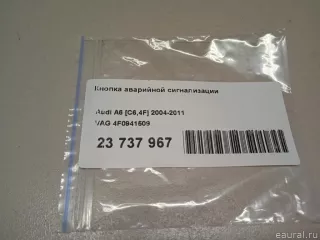 Кнопка аварийной сигнализации
Audi A6 [C6,4F] 2004-2011
VAG 4F0941509
23 737 967
eaural.ru